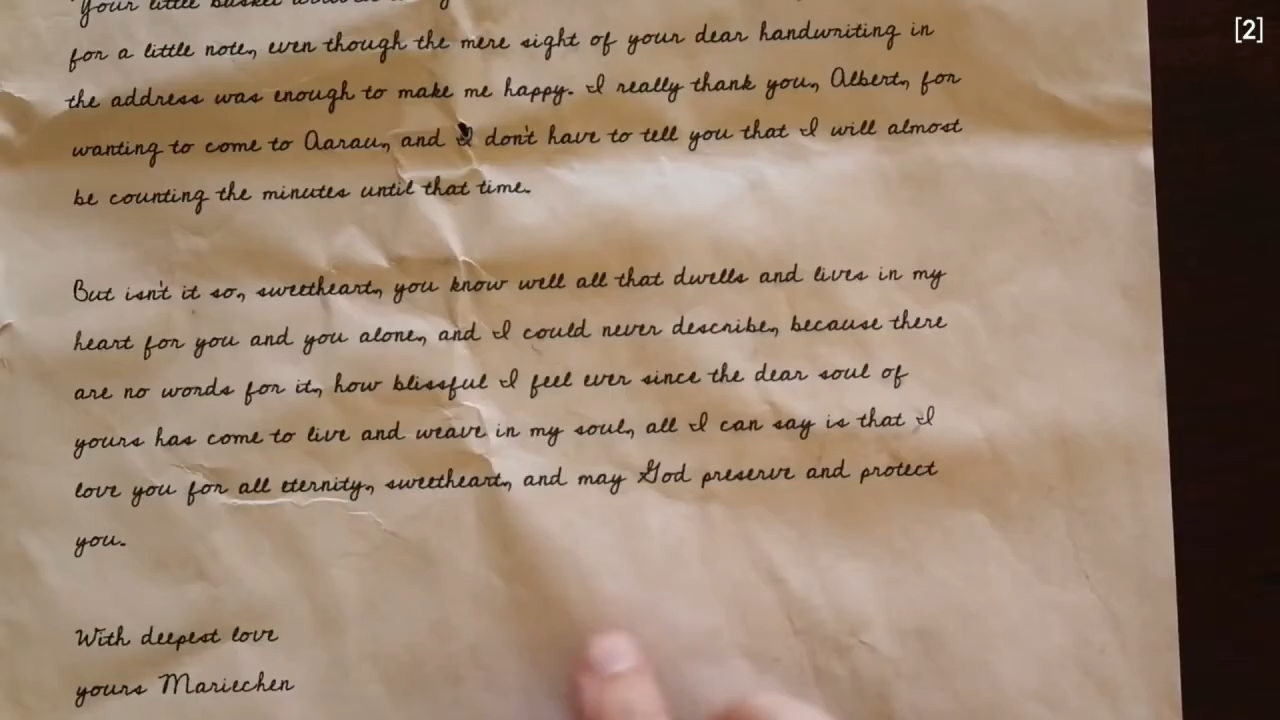 Your little basket
[2]
for a little note, even though the mere sight of your dear handwriting in
the address was enough to make me happy. I really thank you, Albert, for
wanting to come to Aarau, and I don't have to tell you that I will almost
be counting the minutes until that time.
But isn't it so, sweetheart, you know well all that dwells and lives in my
heart for you and you alone, and I could never describe, because there
are no words for it, how blissful I feel ever since the dear soul of
yours has come to live and weave in my soul, all I can say is that I
love you for all eternity, sweetheart, and may God preserve and protect
you.
With deepest love
yours Mariechen